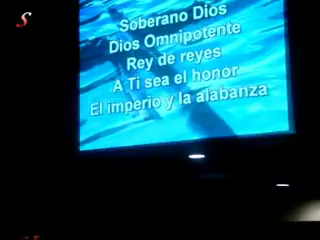 S
Soberano Dios
Dios Omnipotente
Rey de reyes
A Ti sea el honor
El imperio y la alabanza